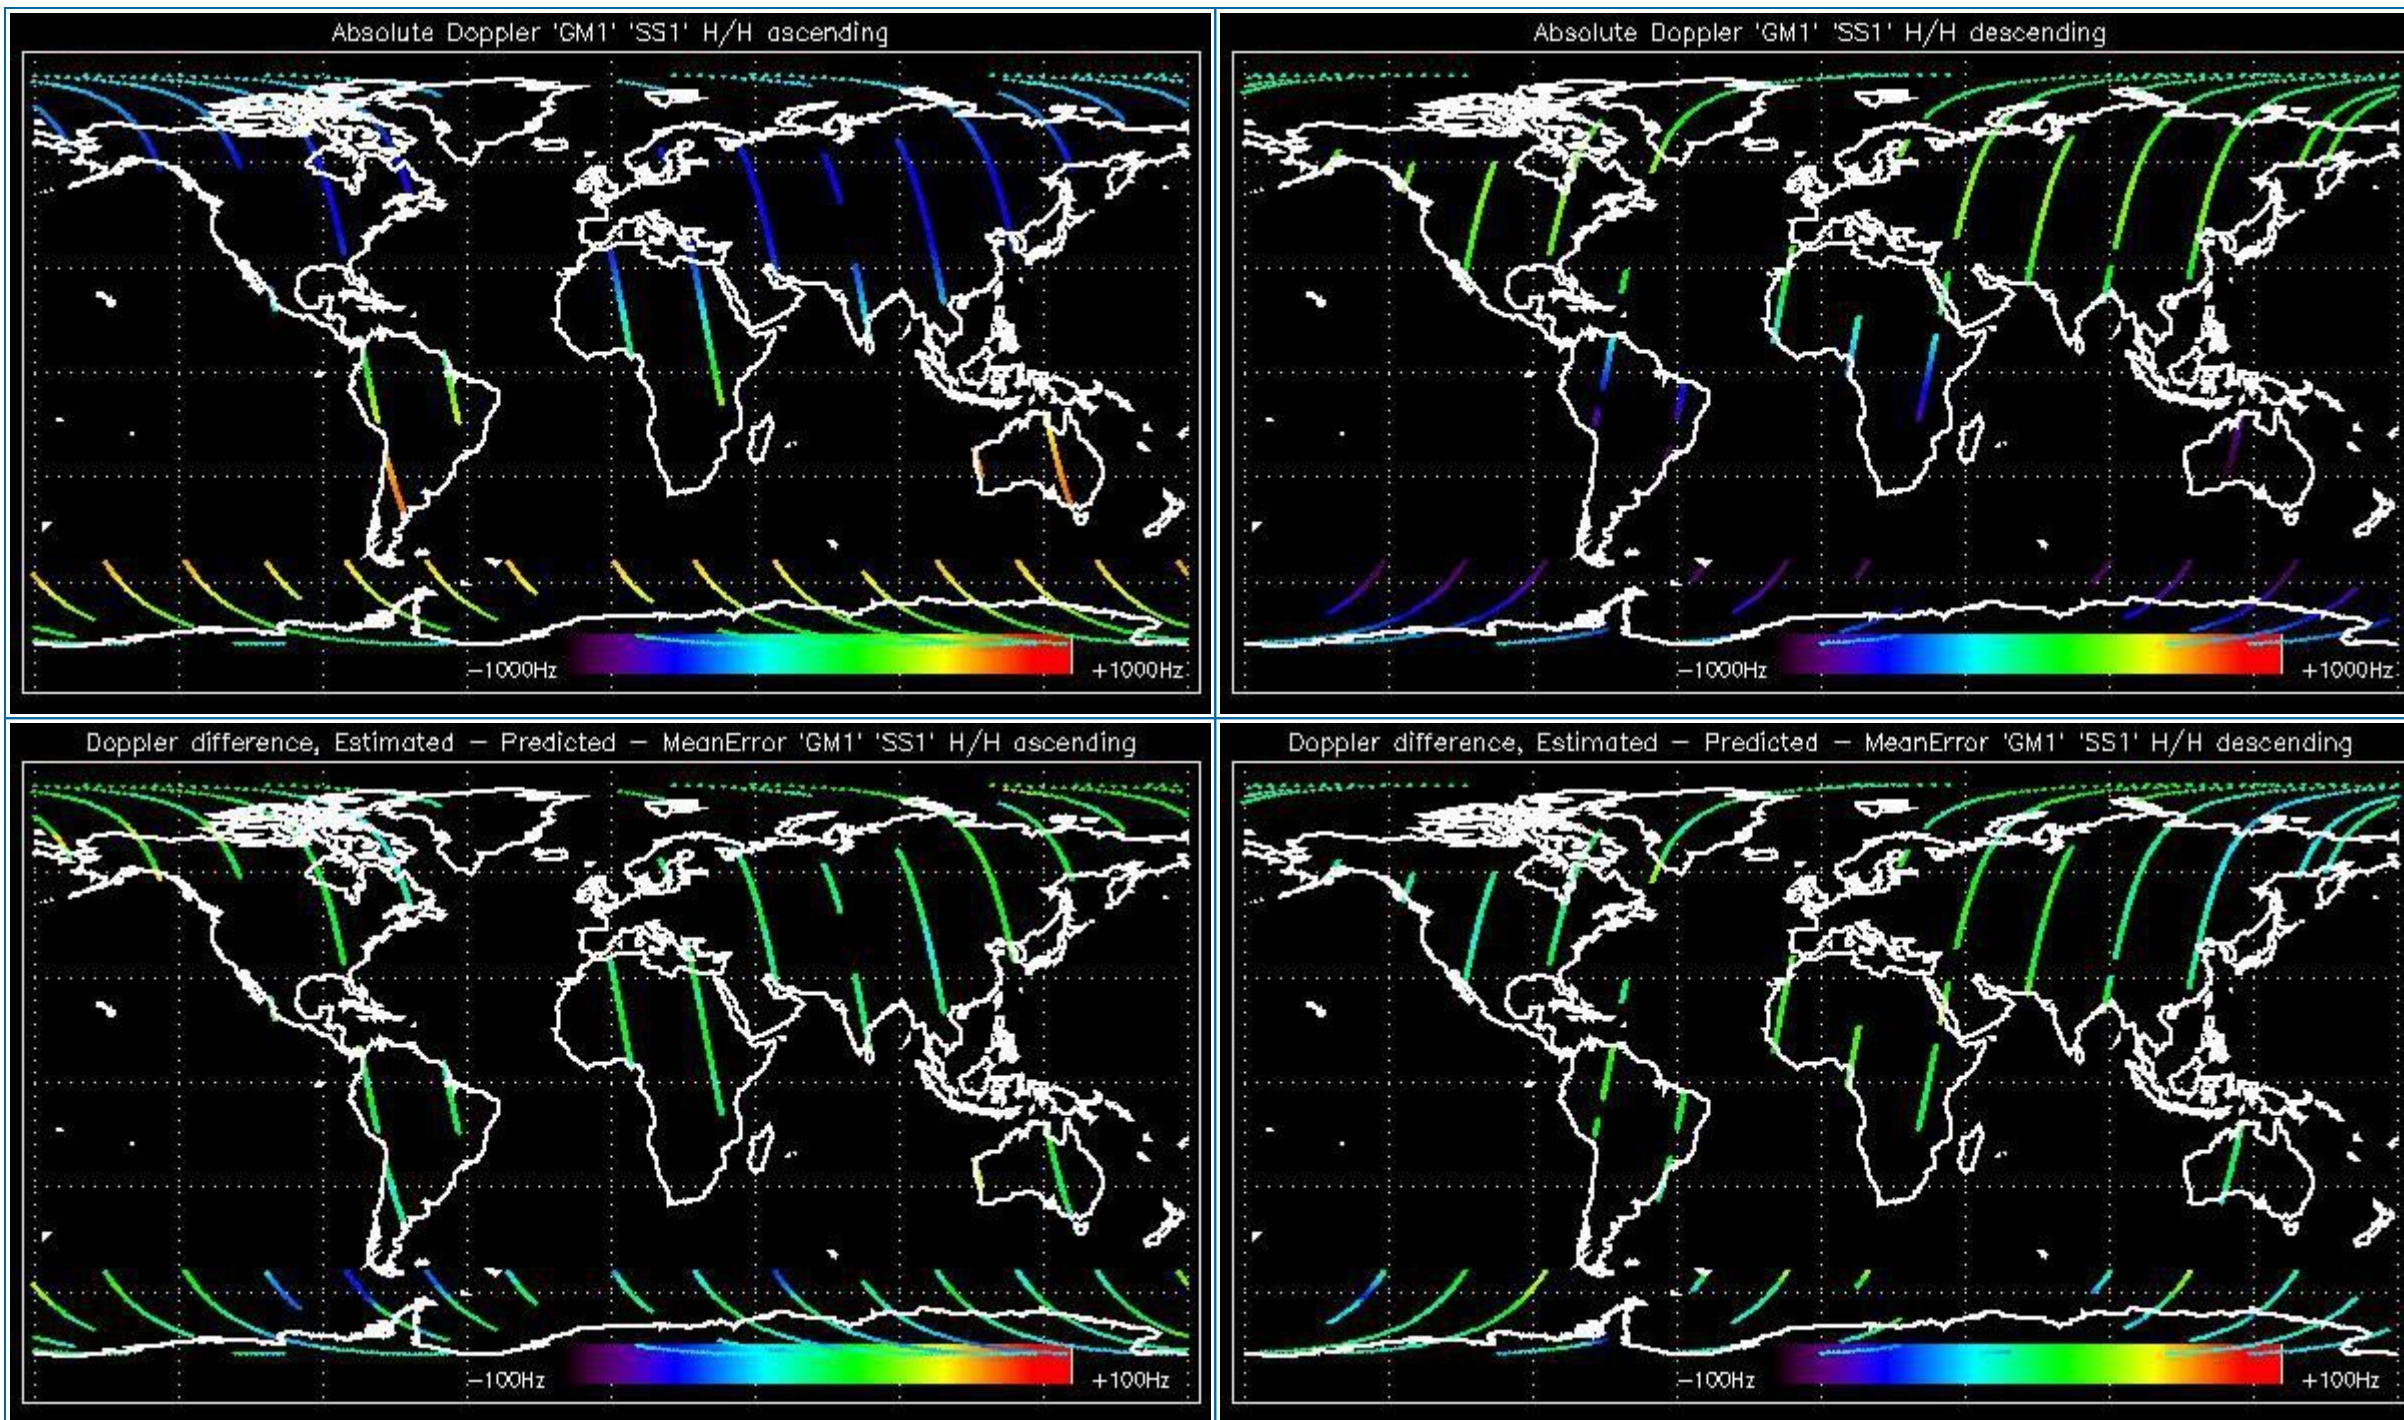 Absolute Doppler 'GM1' 'SS1' H/H ascending
-1000Hz
+1000Hz
Absolute Doppler 'GM1' 'SS1' H/H descending
-1000Hz
+1000Hz
Doppler difference, Estimated - Predicted - MeanError 'GM1' 'SS1' H/H ascending
-100Hz
+100Hz
Doppler difference, Estimated - Predicted - MeanError 'GM1' 'SS1' H/H descending
-100Hz
+100Hz